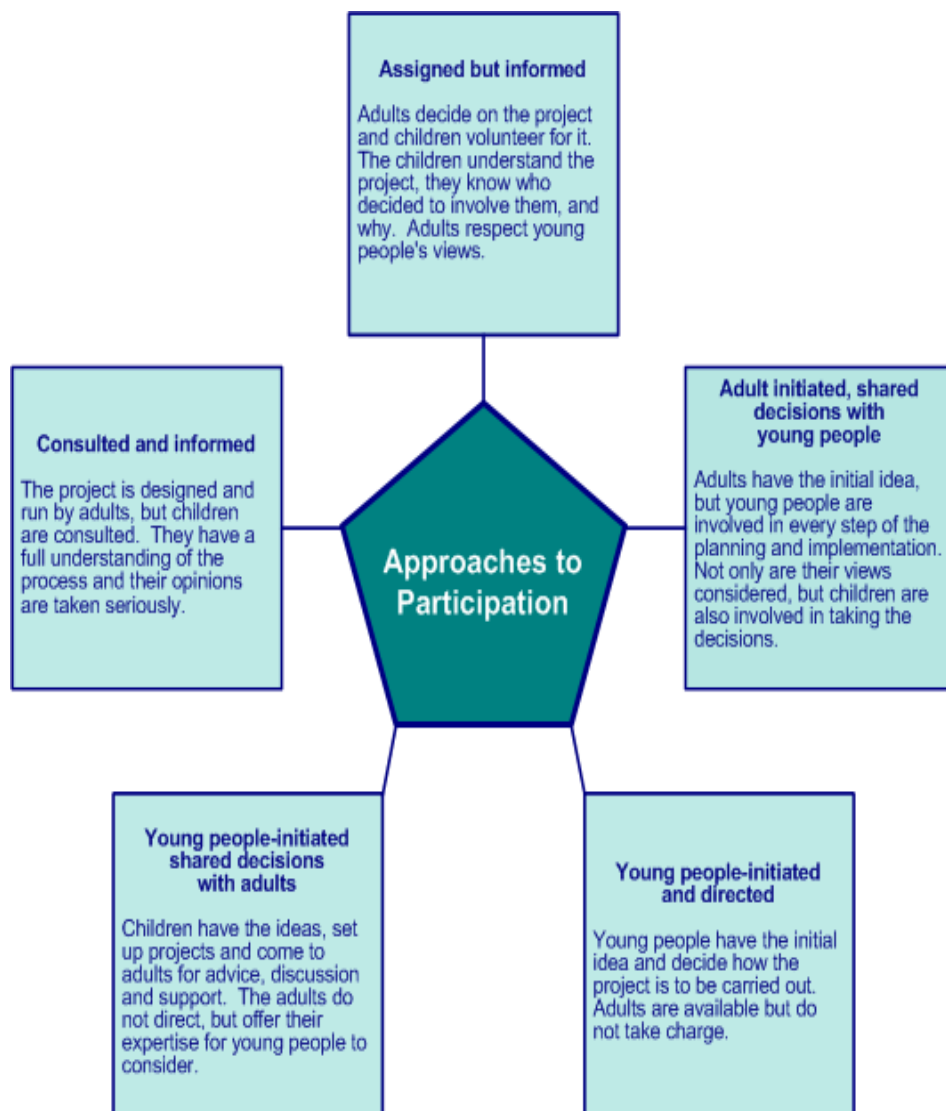 Assigned but informed
Adults decide on the project
and children volunteer for it.
The children understand the
project, they know who
decided to involve them, and
why.  Adults respect young
people's views.
Consulted and informed
The project is designed and
run by adults, but children
are consulted.  They have a
full understanding of the
process and their opinions
are taken seriously.
Approaches to
Participation
Adult initiated, shared
decisions with
young people
Adults have the initial idea,
but young people are
involved in every step of the
planning and implementation.
Not only are their views
considered, but children are
also involved in taking the
decisions.
Young people-initiated
shared decisions
with adults
Children have the ideas, set
up projects and come to
adults for advice, discussion
and support.  The adults do
not direct, but offer their
expertise for young people to
consider.
Young people-initiated
and directed
Young people have the initial
idea and decide how the
project is to be carried out.
Adults are available but do
not take charge.